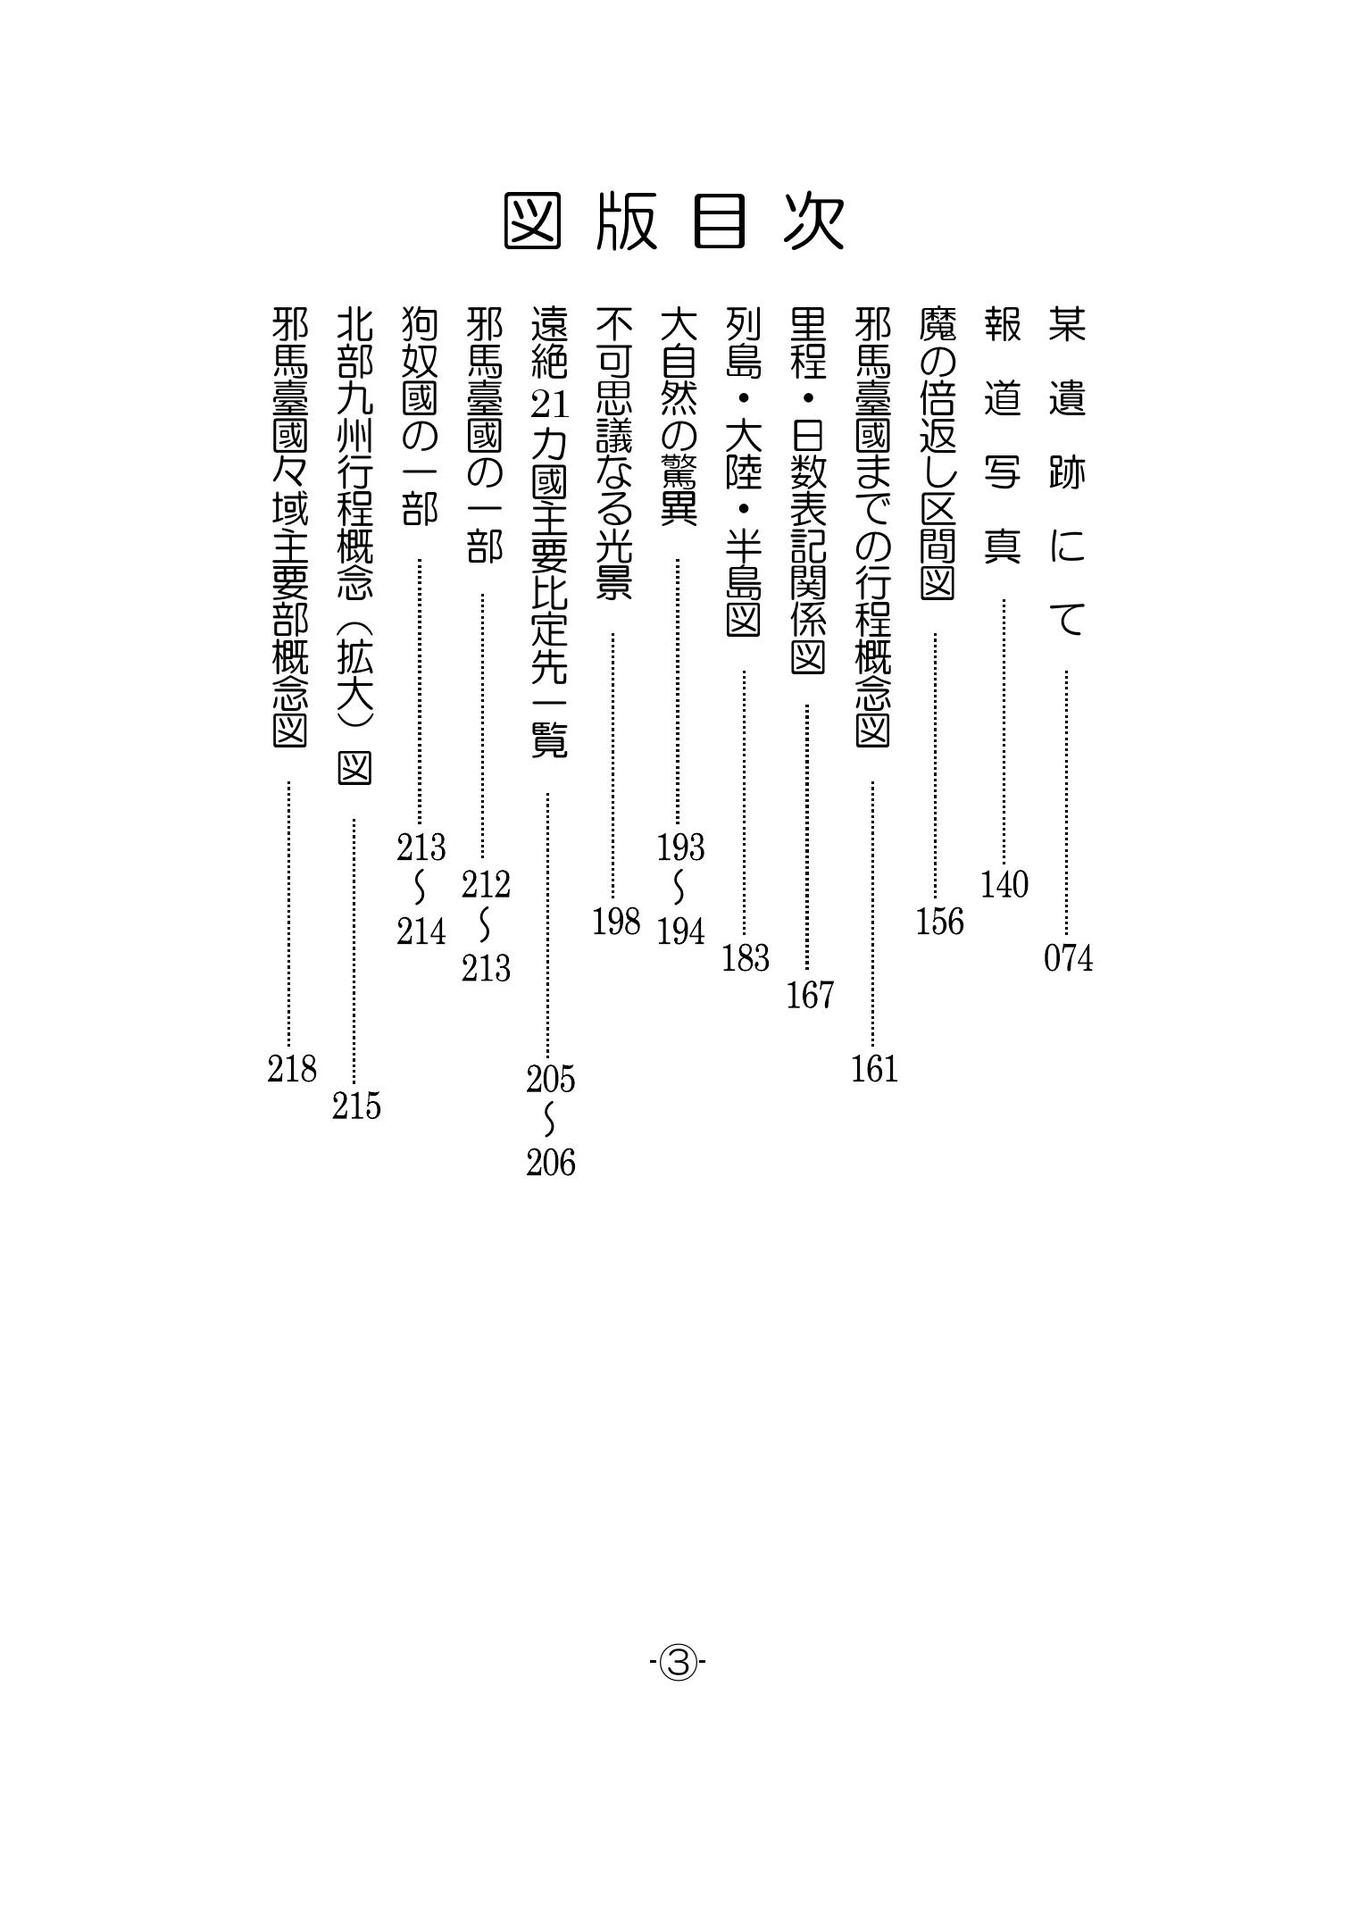 図版目次
某遺跡にて……074
報道写真……140
魔の倍返し区間図……156
邪馬臺國までの行程概念図……161
里程・日数表記関係図……167
列島・大陸・半島図……183
大自然の驚異……193〜194
不可思議なる光景……198
遠絶21カ國主要比定先一覧……205〜206
邪馬臺國の一部……212〜213
狗奴國の一部……213〜214
北部九州行程概念（拡大）図……215
邪馬臺國々域主要部概念図……218
-③-